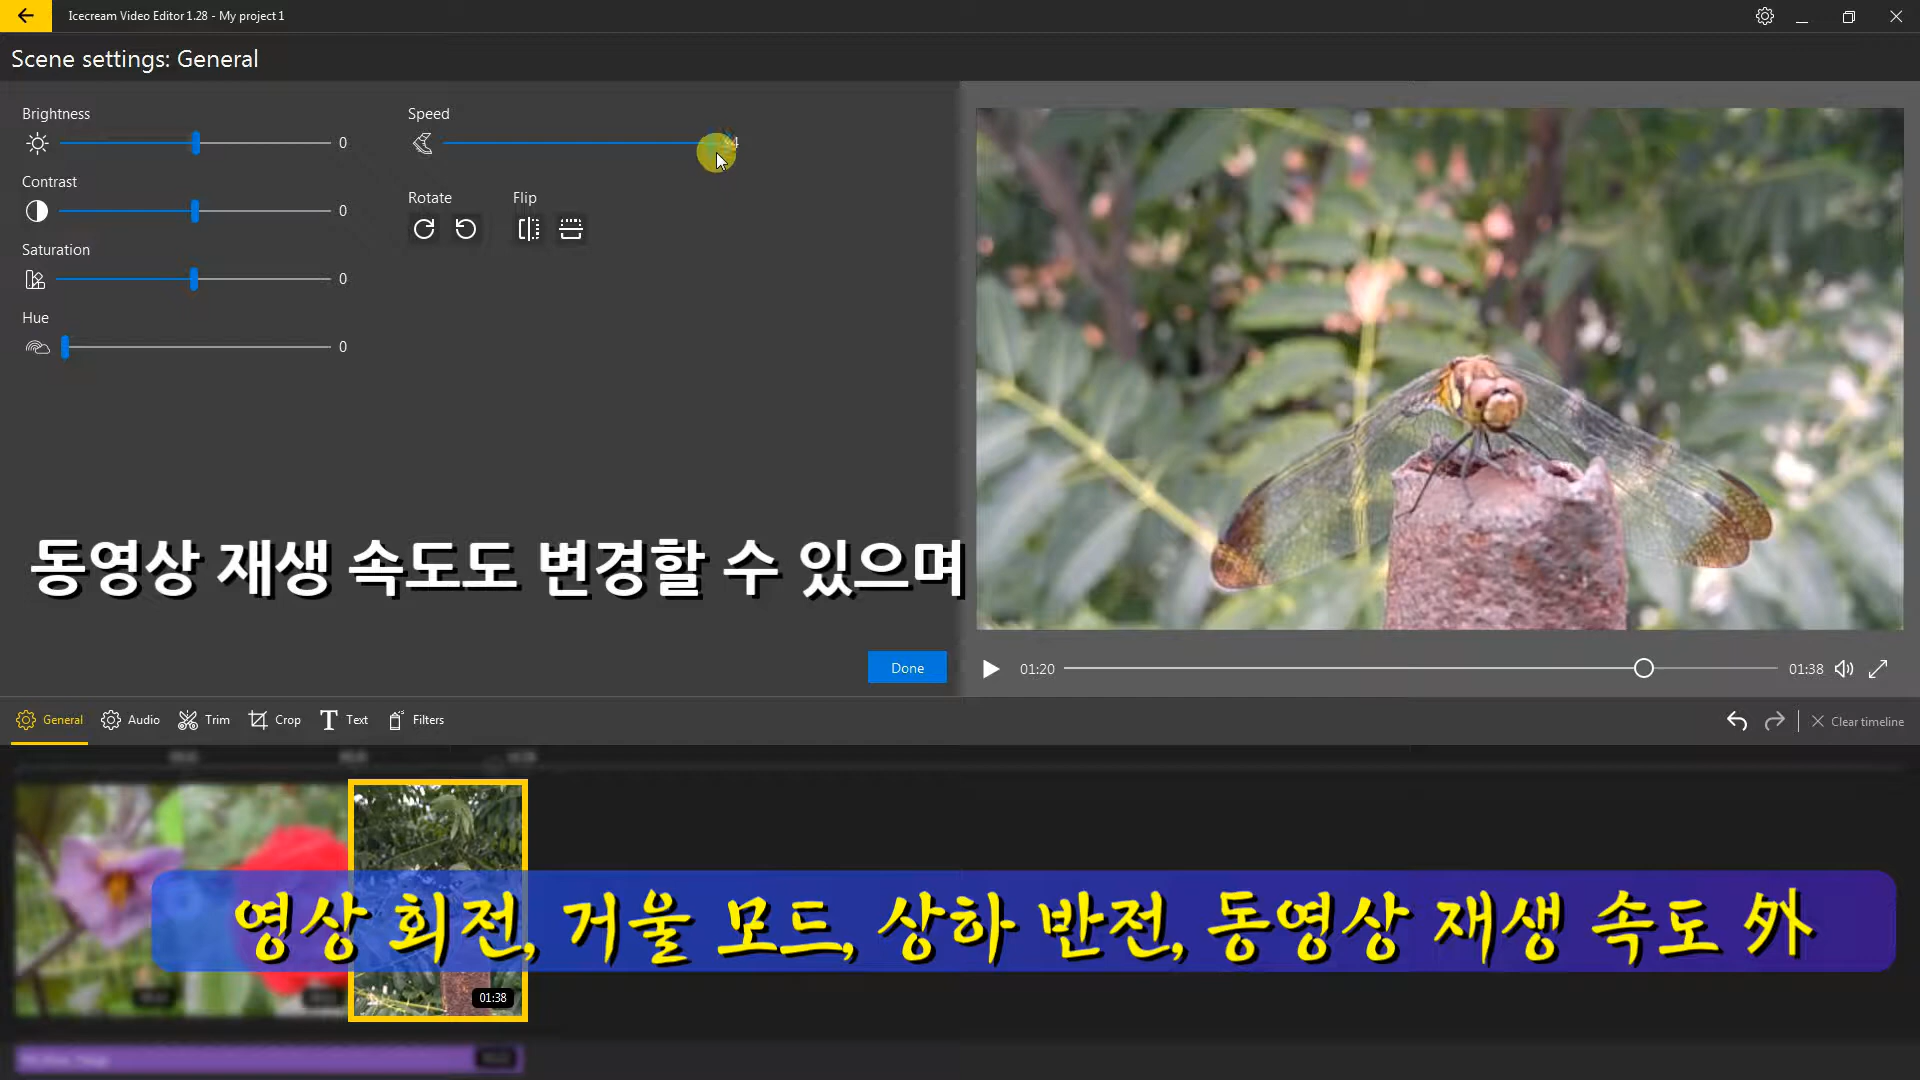 Icecream Video Editor 1.28 - My project 1
Scene settings: General
Brightness
0
Contrast
0
Saturation
0
Hue
0
Speed
Rotate Flip
동영상 재생 속도도 변경할 수 있으며
Done
01:20
01:38
General Audio Trim Crop Text Filters
Clear timeline
영상 회전, 거울 모드, 상하 반전, 동영상 재생 속도 外
01:38